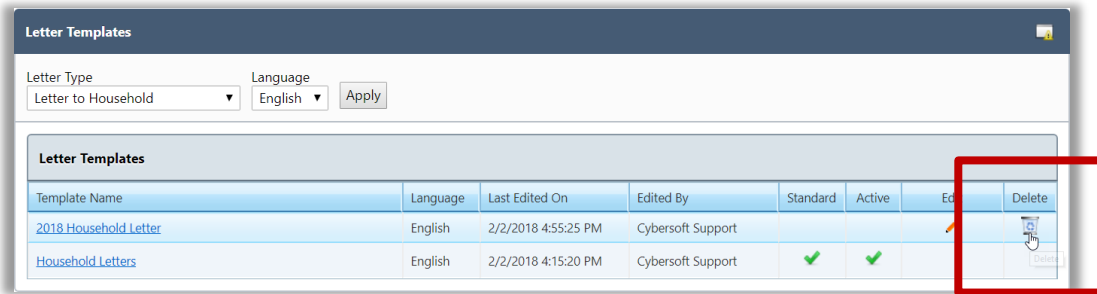 Letter Templates
Letter Type Language
Letter to Household English Apply
Letter Templates
Template Name Language Last Edited On Edited By Standard Active Ed Delete
2018 Household Letter English 2/2/2018 4:55:25 PM Cybersoft Support
Household Letters English 2/2/2018 4:15:20 PM Cybersoft Support
Delete